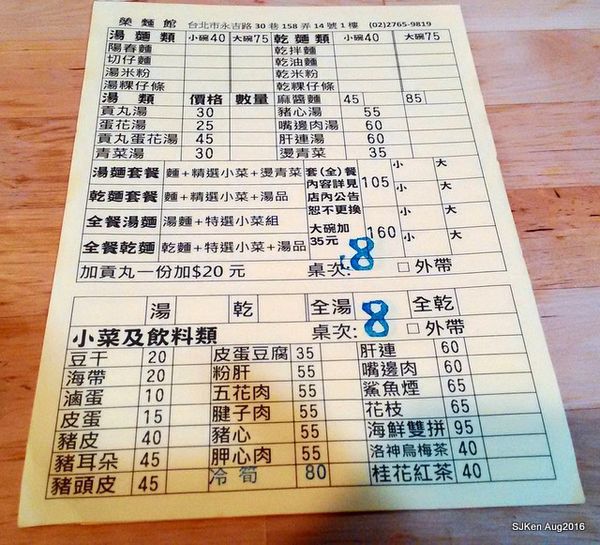 榮麵館 台北市永吉路30巷158弄14號1樓 (02)2765-9819
湯麵類 小碗40 大碗75 乾麵類 小碗40 大碗75
陽春麵 乾拌麵
切仔麵 乾油麵
湯米粉 乾米粉
湯粿仔條 乾粿仔條
湯類 價格 數量 麻醬麵 45 85
貢丸湯 30 豬心湯 55
蛋花湯 25 嘴邊肉湯 60
貢丸蛋花湯 45 肝連湯 60
青菜湯 30 燙青菜 35
湯麵套餐 麵+精選小菜+燙青菜 套(全)餐內容詳見店內公告恕不更換 105 小 大
乾麵套餐 麵+精選小菜+湯品 小 大
全餐湯麵 湯麵+特選小菜組 大碗加35元 160 小 大
全餐乾麵 乾麵+特選小菜+湯品 小 大
加貢丸一份加$20元 桌次: 8 □外帶
湯 乾 全湯 全乾
小菜及飲料類 桌次: 8 □外帶
豆干 20 皮蛋豆腐 35 肝連 60
海帶 20 粉肝 55 嘴邊肉 60
滷蛋 10 五花肉 55 鯊魚煙 65
皮蛋 15 腱子肉 55 花枝 65
豬皮 40 豬心 55 海鮮雙拼 95
豬耳朵 45 胛心肉 55 洛神烏梅茶 40
豬頭皮 45 冷筍 80 桂花紅茶 40
SJKen Aug2016